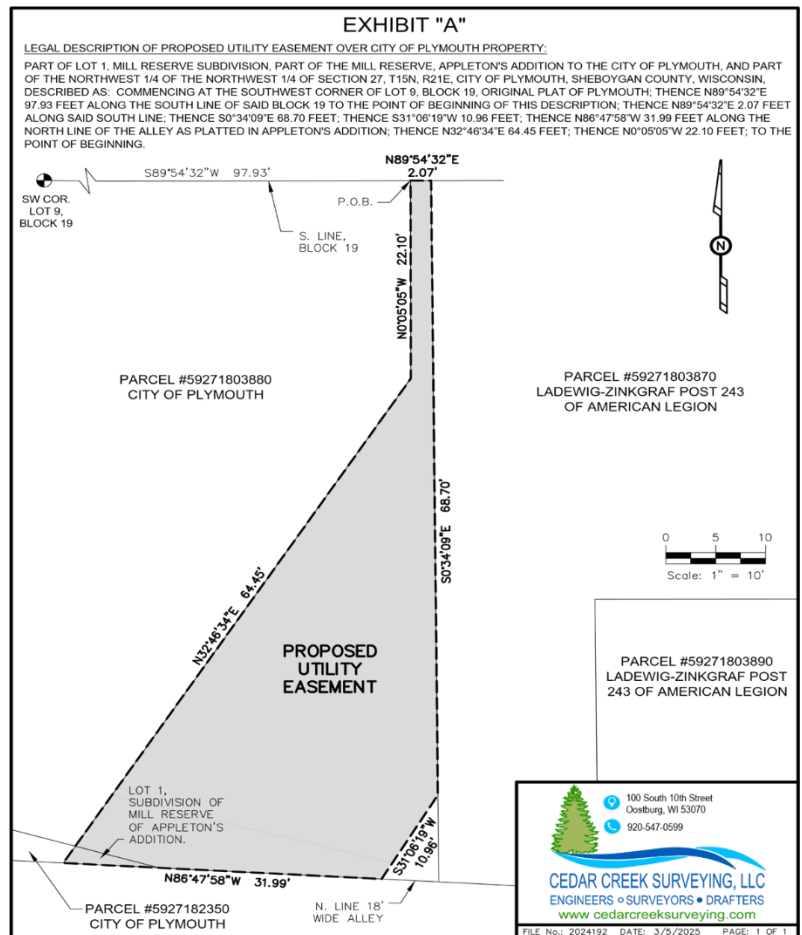 EXHIBIT "A"
LEGAL DESCRIPTION OF PROPOSED UTILITY EASEMENT OVER CITY OF PLYMOUTH PROPERTY:
PART OF LOT 1, MILL RESERVE SUBDIVISION, PART OF THE MILL RESERVE, APPLETON'S ADDITION TO THE CITY OF PLYMOUTH, AND PART
OF THE NORTHWEST 1/4 OF THE NORTHWEST 1/4 OF SECTION 27, T15N, R21E, CITY OF PLYMOUTH, SHEBOYGAN COUNTY, WISCONSIN,
DESCRIBED AS: COMMENCING AT THE SOUTHWEST CORNER OF LOT 9, BLOCK 19, ORIGINAL PLAT OF PLYMOUTH; THENCE N89°54'32"E
97.93 FEET ALONG THE SOUTH LINE OF SAID BLOCK 19 TO THE POINT OF BEGINNING OF THIS DESCRIPTION; THENCE N89°54'32"E 2.07 FEET
ALONG SAID SOUTH LINE; THENCE S0°34'09"E 68.70 FEET; THENCE S31°06'19"W 10.96 FEET; THENCE N86°47'58"W 31.99 FEET ALONG THE
NORTH LINE OF THE ALLEY AS PLATTED IN APPLETON'S ADDITION; THENCE N32°46'34"E 64.45 FEET; THENCE N0°05'05"W 22.10 FEET; TO THE
POINT OF BEGINNING.
N89°54'32"E
2.07'
S89°54'32"W 97.93'
SW COR.
LOT 9,
BLOCK 19
P.O.B.
S. LINE,
BLOCK 19
N
N0°05'05"W 22.10'
PARCEL #59271803880
CITY OF PLYMOUTH
PARCEL #59271803870
LADEWIG-ZINKGRAF POST 243
OF AMERICAN LEGION
S0°34'09"E 68.70'
0 5 10
Scale: 1" = 10'
N32°46'34"E 64.45'
PROPOSED
UTILITY
EASEMENT
PARCEL #59271803890
LADEWIG-ZINKGRAF POST
243 OF AMERICAN LEGION
LOT 1,
SUBDIVISION OF
MILL RESERVE
OF APPLETON'S
ADDITION.
S31°06'19"W
10.96'
N86°47'58"W 31.99'
PARCEL #5927182350
CITY OF PLYMOUTH
N. LINE 18'
WIDE ALLEY
100 South 10th Street
Oostburg, WI 53070
920-547-0599
CEDAR CREEK SURVEYING, LLC
ENGINEERS ∘ SURVEYORS • DRAFTERS
www.cedarcreeksurveying.com
FILE No.: 2024192 DATE: 3/5/2025 PAGE: 1 OF 1